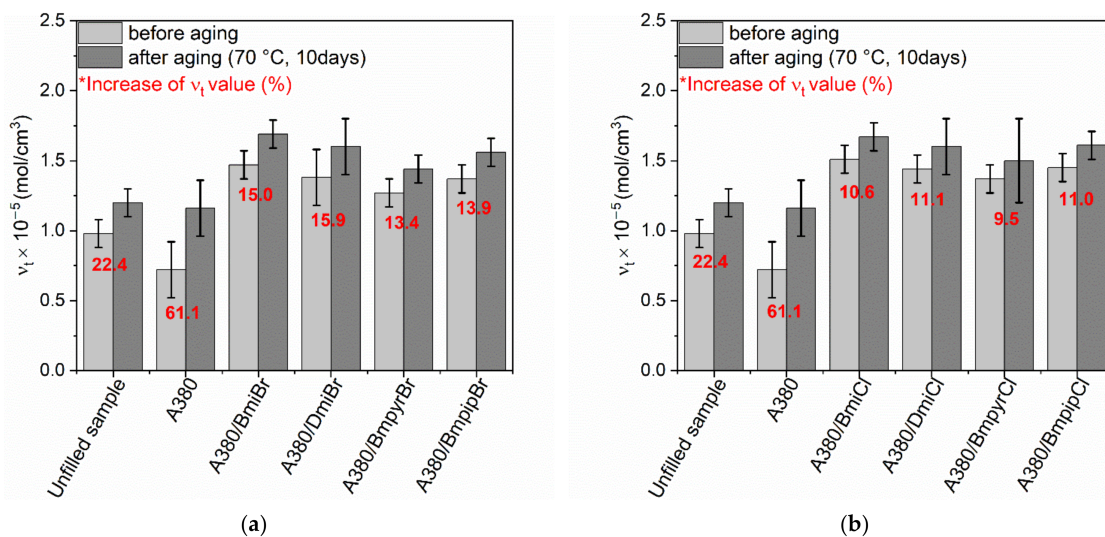 before aging
after aging (70 °C, 10days)
*Increase of νt value (%)
νt × 10−5 (mol/cm3)
2.5
2.0
1.5
1.0
0.5
0.0
22.4
61.1
15.0
15.9
13.4
13.9
Unfilled sample
A380
A380/BmiBr
A380/DmiBr
A380/BmpyrBr
A380/BmpipBr
(a)
before aging
after aging (70 °C, 10days)
*Increase of νt value (%)
νt × 10−5 (mol/cm3)
2.5
2.0
1.5
1.0
0.5
0.0
22.4
61.1
10.6
11.1
9.5
11.0
Unfilled sample
A380
A380/BmiCl
A380/DmiCl
A380/BmpyrCl
A380/BmpipCl
(b)